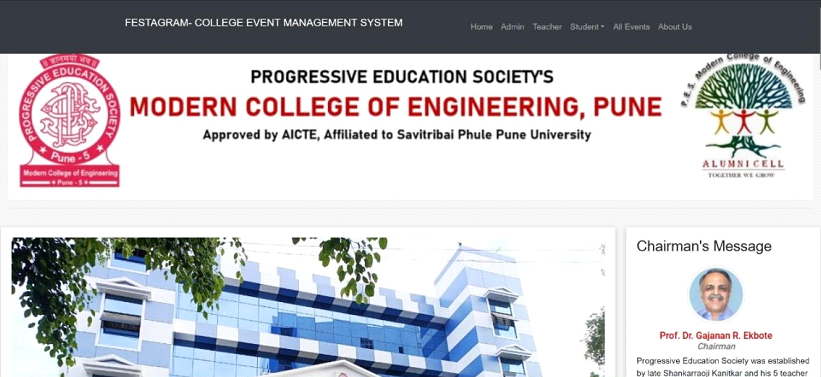 FESTAGRAM- COLLEGE EVENT MANAGEMENT SYSTEM
Home Admin Teacher Student All Events About Us
PROGRESSIVE EDUCATION SOCIETY
Pune - 5
Modern College of Engineering
Pune - 5
PROGRESSIVE EDUCATION SOCIETY'S
MODERN COLLEGE OF ENGINEERING, PUNE
Approved by AICTE, Affiliated to Savitribai Phule Pune University
P.E.S. Modern College of Engineering
ALUMNI CELL
TOGETHER WE GROW
Chairman's Message
Prof. Dr. Gajanan R. Ekbote
Chairman
Progressive Education Society was established
by late Shankarraoji Kanitkar and his 5 teacher